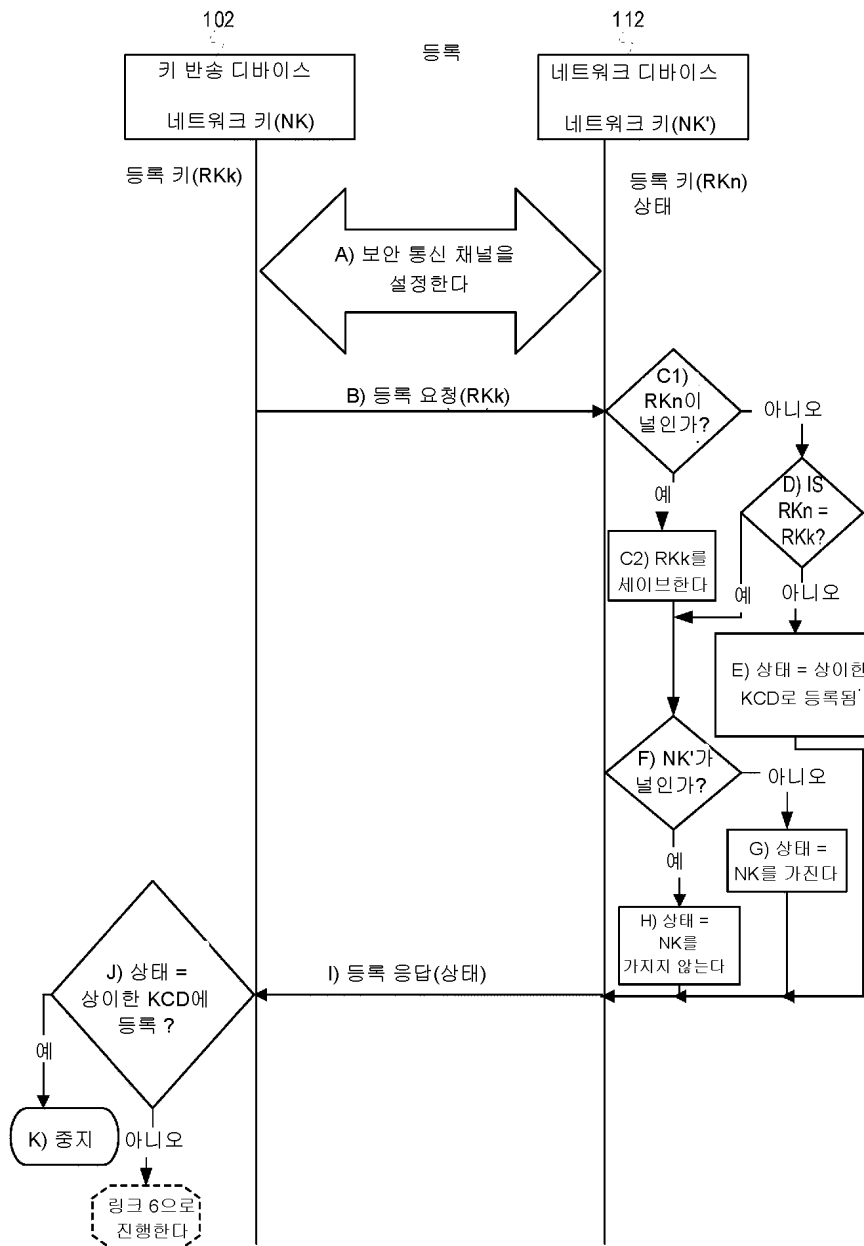 102
112
등록
키 반송 디바이스
네트워크 키(NK)
네트워크 디바이스
네트워크 키(NK')
등록 키(RKk)
등록 키(RKn)
상태
A) 보안 통신 채널을
설정한다
B) 등록 요청(RKk)
C1)
RKn이
널인가?
아니오
예
D) IS
RKn =
RKk?
C2) RKk를
세이브한다
예
아니오
E) 상태 = 상이한
KCD로 등록됨
F) NK'가
널인가?
아니오
예
G) 상태 =
NK를 가진다
H) 상태 =
NK를
가지지 않는다
I) 등록 응답(상태)
J) 상태 =
상이한 KCD에
등록 ?
예
K) 중지
아니오
링크 6으로
진행한다